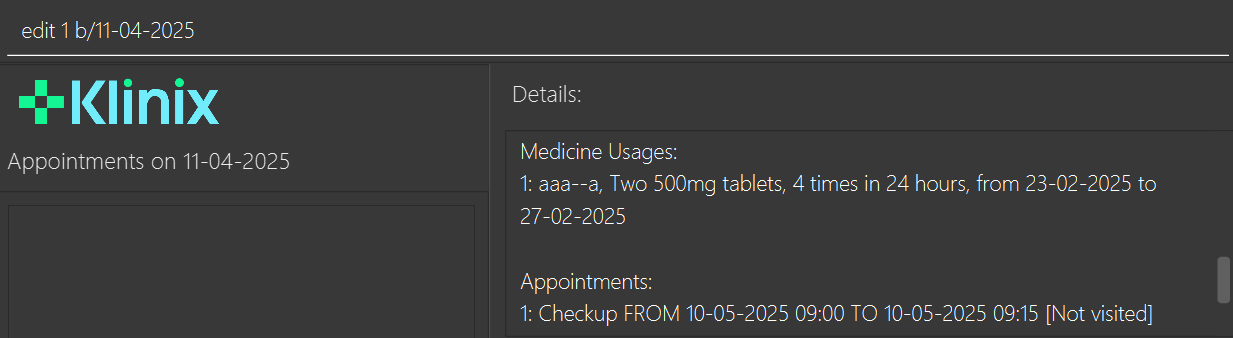 edit 1 b/11-04-2025
Klinix
Appointments on 11-04-2025
Details:
Medicine Usages:
1: aaa--a, Two 500mg tablets, 4 times in 24 hours, from 23-02-2025 to
27-02-2025
Appointments:
1: Checkup FROM 10-05-2025 09:00 TO 10-05-2025 09:15 [Not visited]